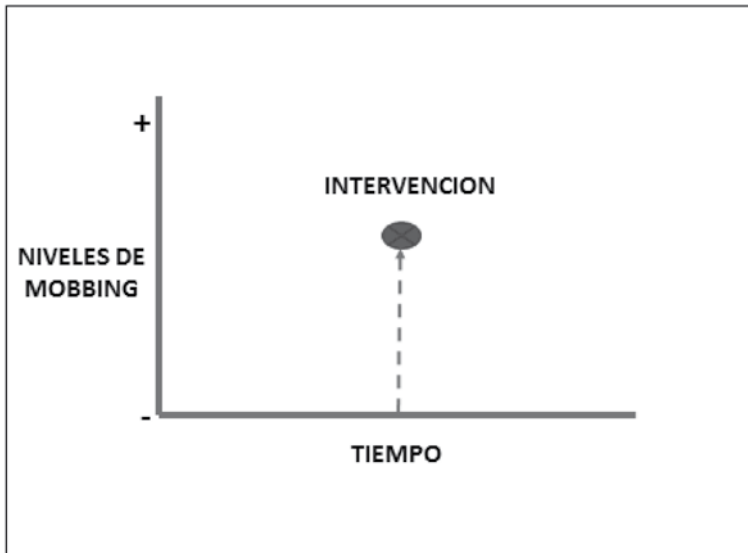 +
INTERVENCION
NIVELES DE
MOBBING
-
TIEMPO